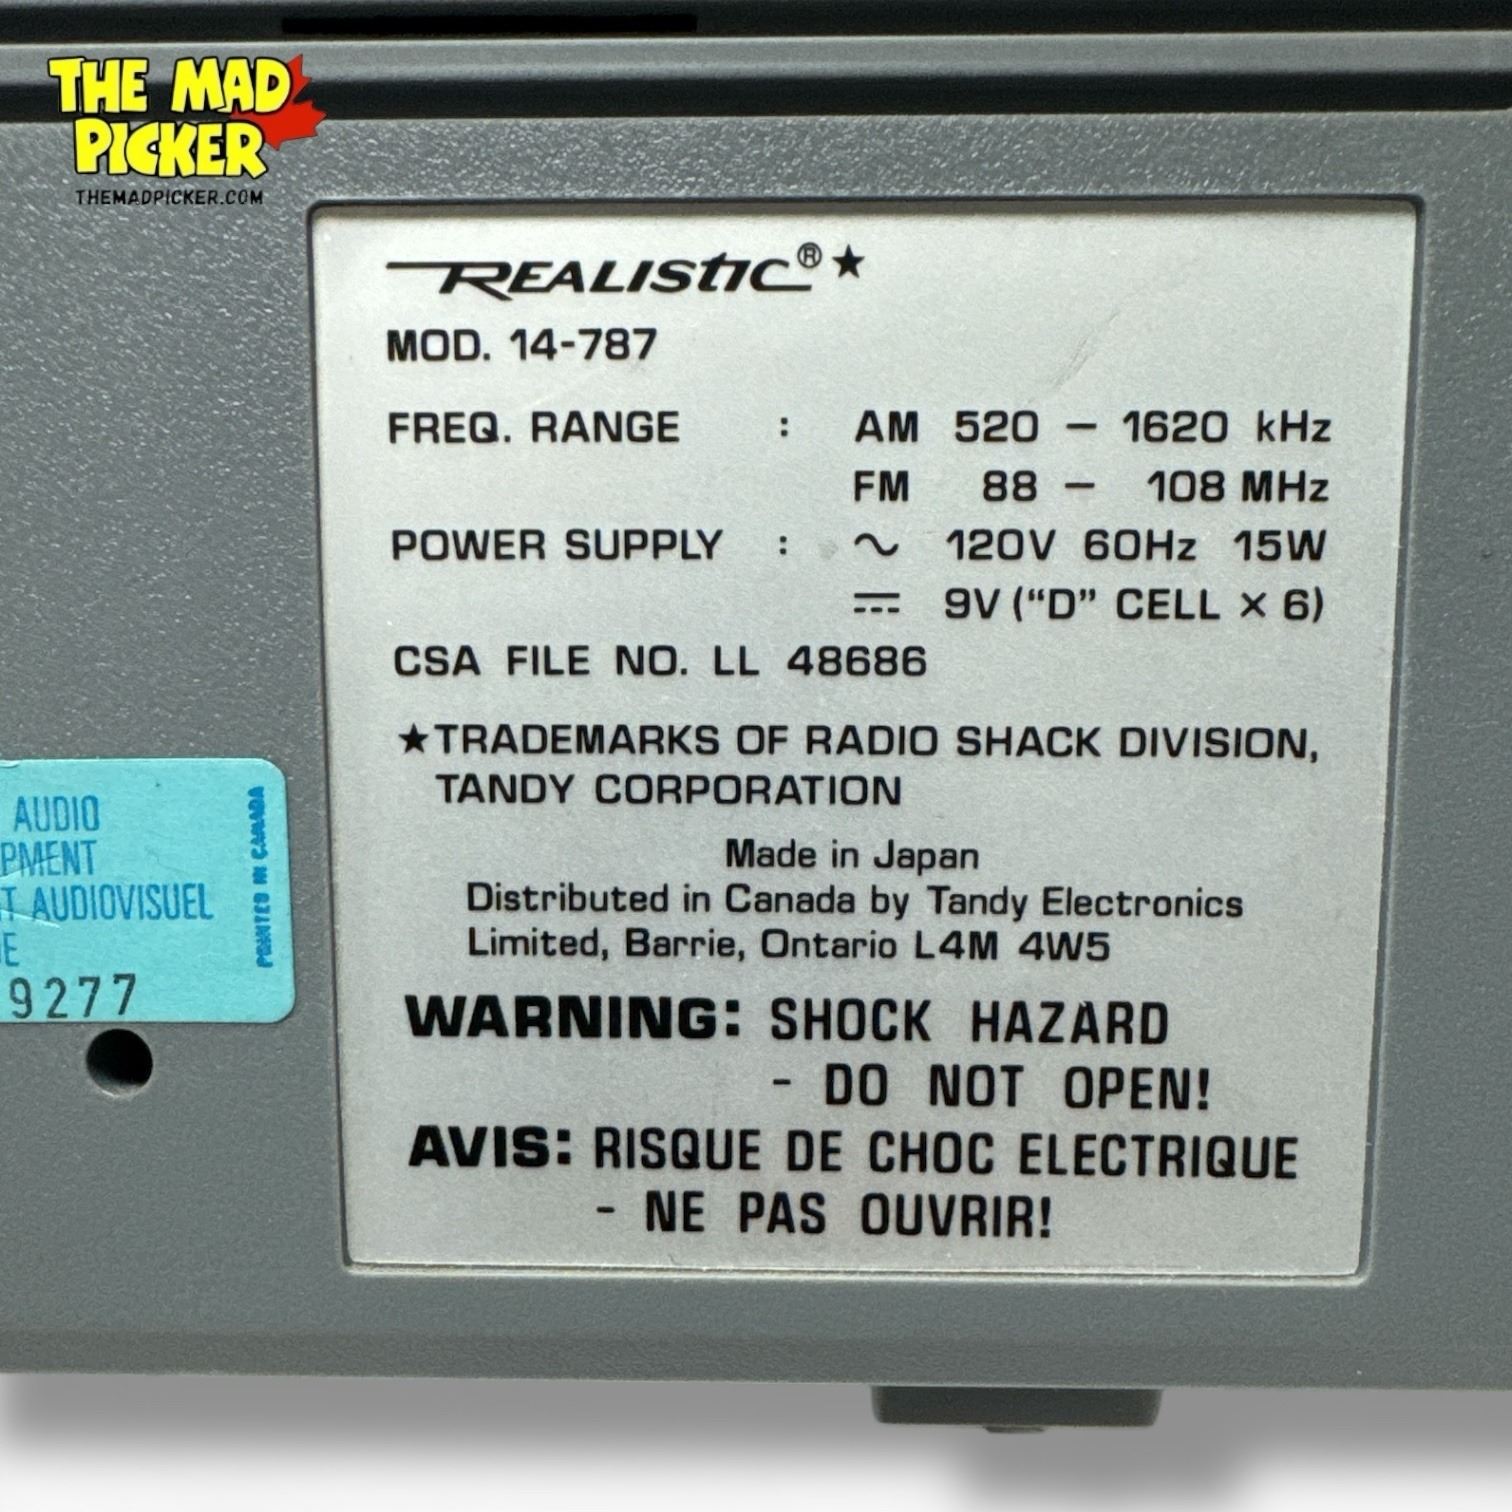 THE MAD
PICKER
THEMADPICKER.COM
REALISTIC®★
MOD. 14-787
FREQ. RANGE : AM 520 – 1620 kHz
FM 88 – 108 MHz
POWER SUPPLY : ∼ 120V 60Hz 15W
⎓ 9V (“D” CELL × 6)
CSA FILE NO. LL 48686
★TRADEMARKS OF RADIO SHACK DIVISION,
TANDY CORPORATION
Made in Japan
Distributed in Canada by Tandy Electronics
Limited, Barrie, Ontario L4M 4W5
WARNING: SHOCK HAZARD
- DO NOT OPEN!
AVIS: RISQUE DE CHOC ELECTRIQUE
- NE PAS OUVRIR!
AUDIO
PMENT
T AUDIOVISUEL
E
9277
PRINTED IN CANADA